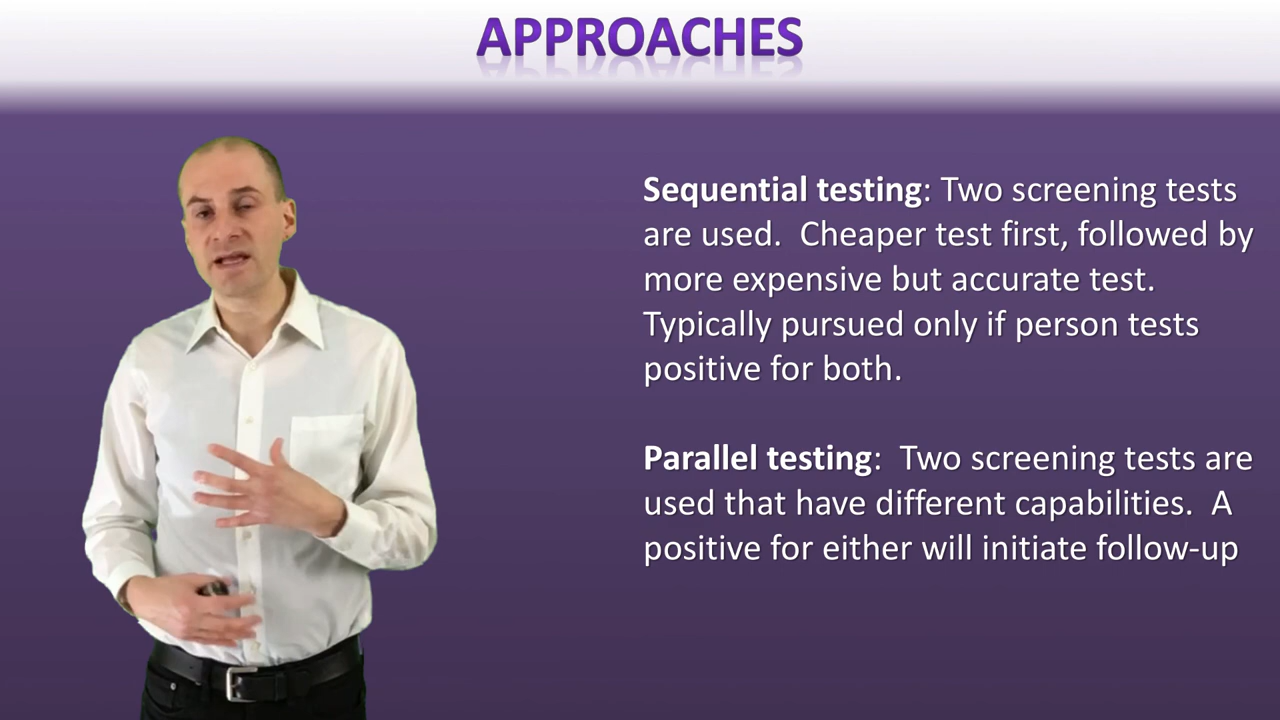 APPROACHES
Sequential testing: Two screening tests
are used.  Cheaper test first, followed by
more expensive but accurate test.
Typically pursued only if person tests
positive for both.
Parallel testing:  Two screening tests are
used that have different capabilities.  A
positive for either will initiate follow-up